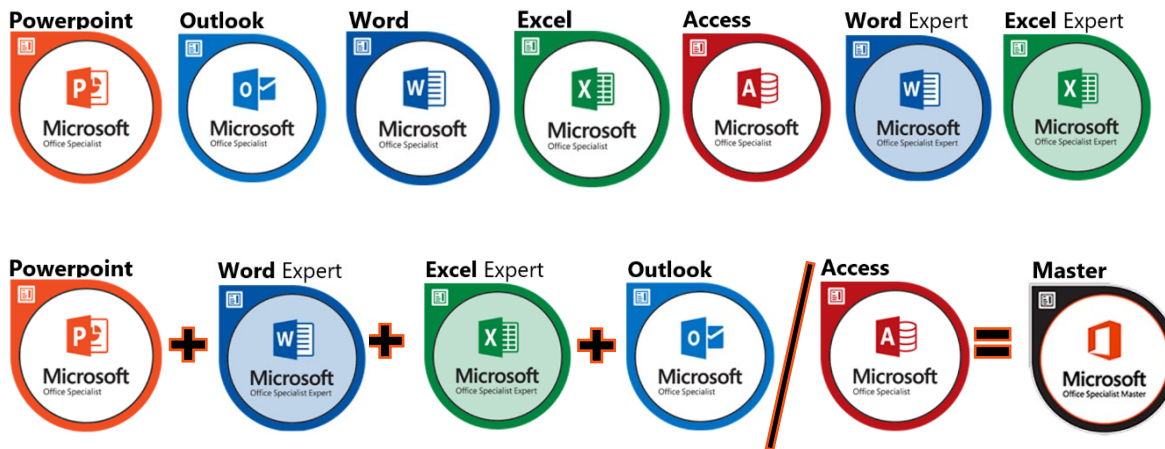 Powerpoint Outlook Word Excel Access Word Expert Excel Expert
P O W X A W X
Microsoft Microsoft Microsoft Microsoft Microsoft Microsoft Microsoft
Office Specialist Office Specialist Office Specialist Office Specialist Office Specialist Office Specialist Expert Office Specialist Expert
Powerpoint Word Expert Excel Expert Outlook Access Master
P + W + X + O / A =
Microsoft Microsoft Microsoft Microsoft Microsoft Microsoft
Office Specialist Office Specialist Expert Office Specialist Expert Office Specialist Office Specialist Office Specialist Master